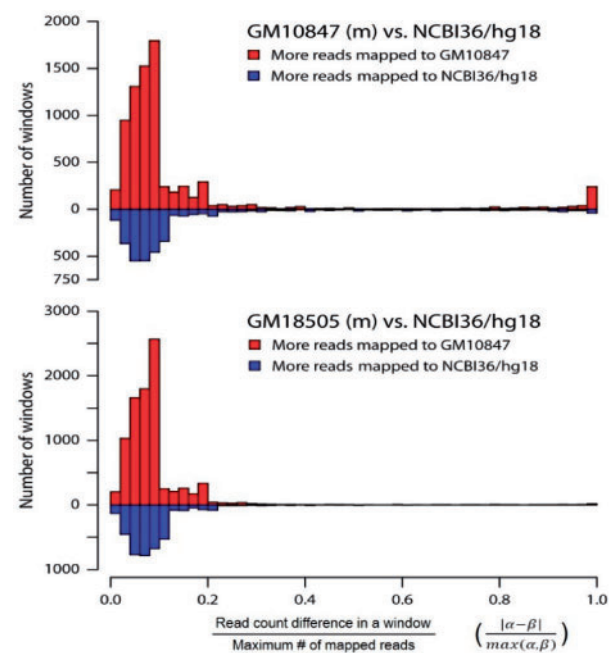 GM10847 (m) vs. NCBI36/hg18
More reads mapped to GM10847
More reads mapped to NCBI36/hg18
Number of windows
2000
1500
1000
500
0
500
750
GM18505 (m) vs. NCBI36/hg18
More reads mapped to GM10847
More reads mapped to NCBI36/hg18
Number of windows
3000
2000
1000
0
1000
0.0 0.2 0.4 0.6 0.8 1.0
Read count difference in a window
Maximum # of mapped reads
(|α−β|
max(α,β))